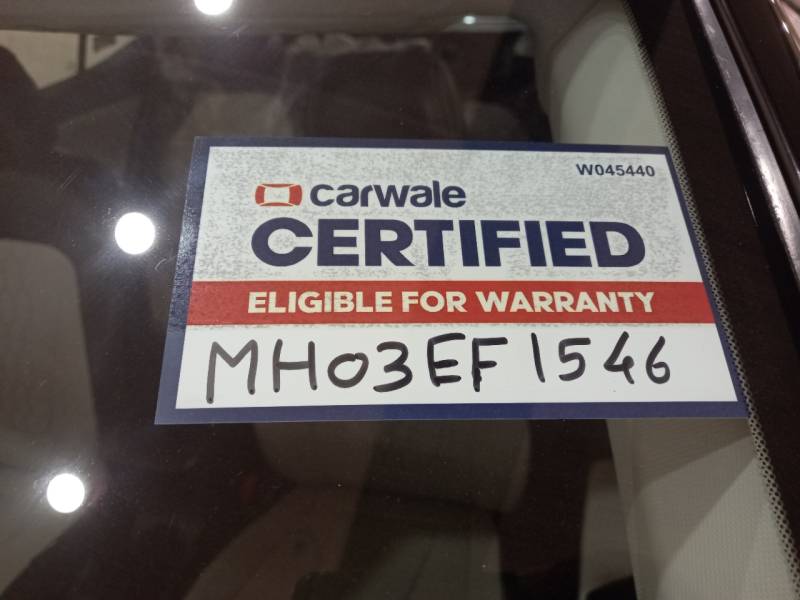 W045440
carwale
CERTIFIED
ELIGIBLE FOR WARRANTY
MH03EF1546